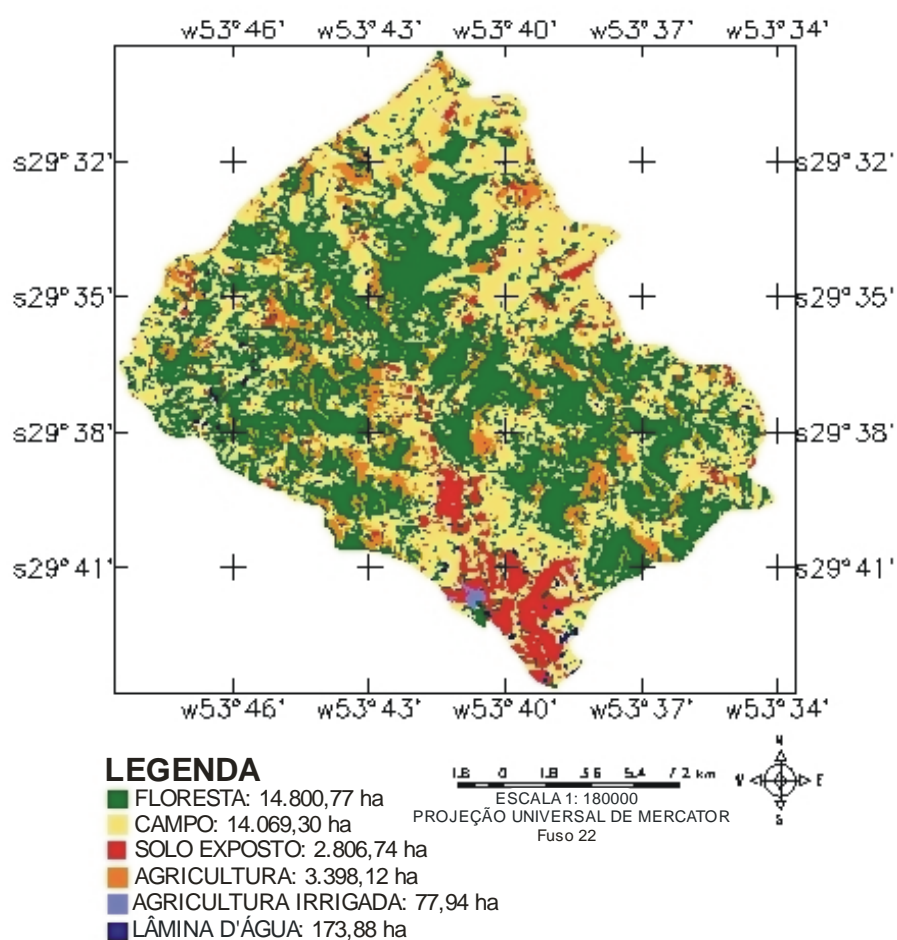 w53° 46' w53° 43' w53° 40' w53° 37' w53° 34'
s29° 32' s29° 32'
s29° 35' s29° 35'
s29° 38' s29° 38'
s29° 41' s29° 41'
w53° 46' w53° 43' w53° 40' w53° 37' w53° 34'
LEGENDA
FLORESTA: 14.800,77 ha
CAMPO: 14.069,30 ha
SOLO EXPOSTO: 2.806,74 ha
AGRICULTURA: 3.398,12 ha
AGRICULTURA IRRIGADA: 77,94 ha
LÂMINA D'ÁGUA: 173,88 ha
1.8 0 1.8 3.6 5.4 7.2 km
ESCALA 1: 180000
PROJEÇÃO UNIVERSAL DE MERCATOR
Fuso 22
E
S